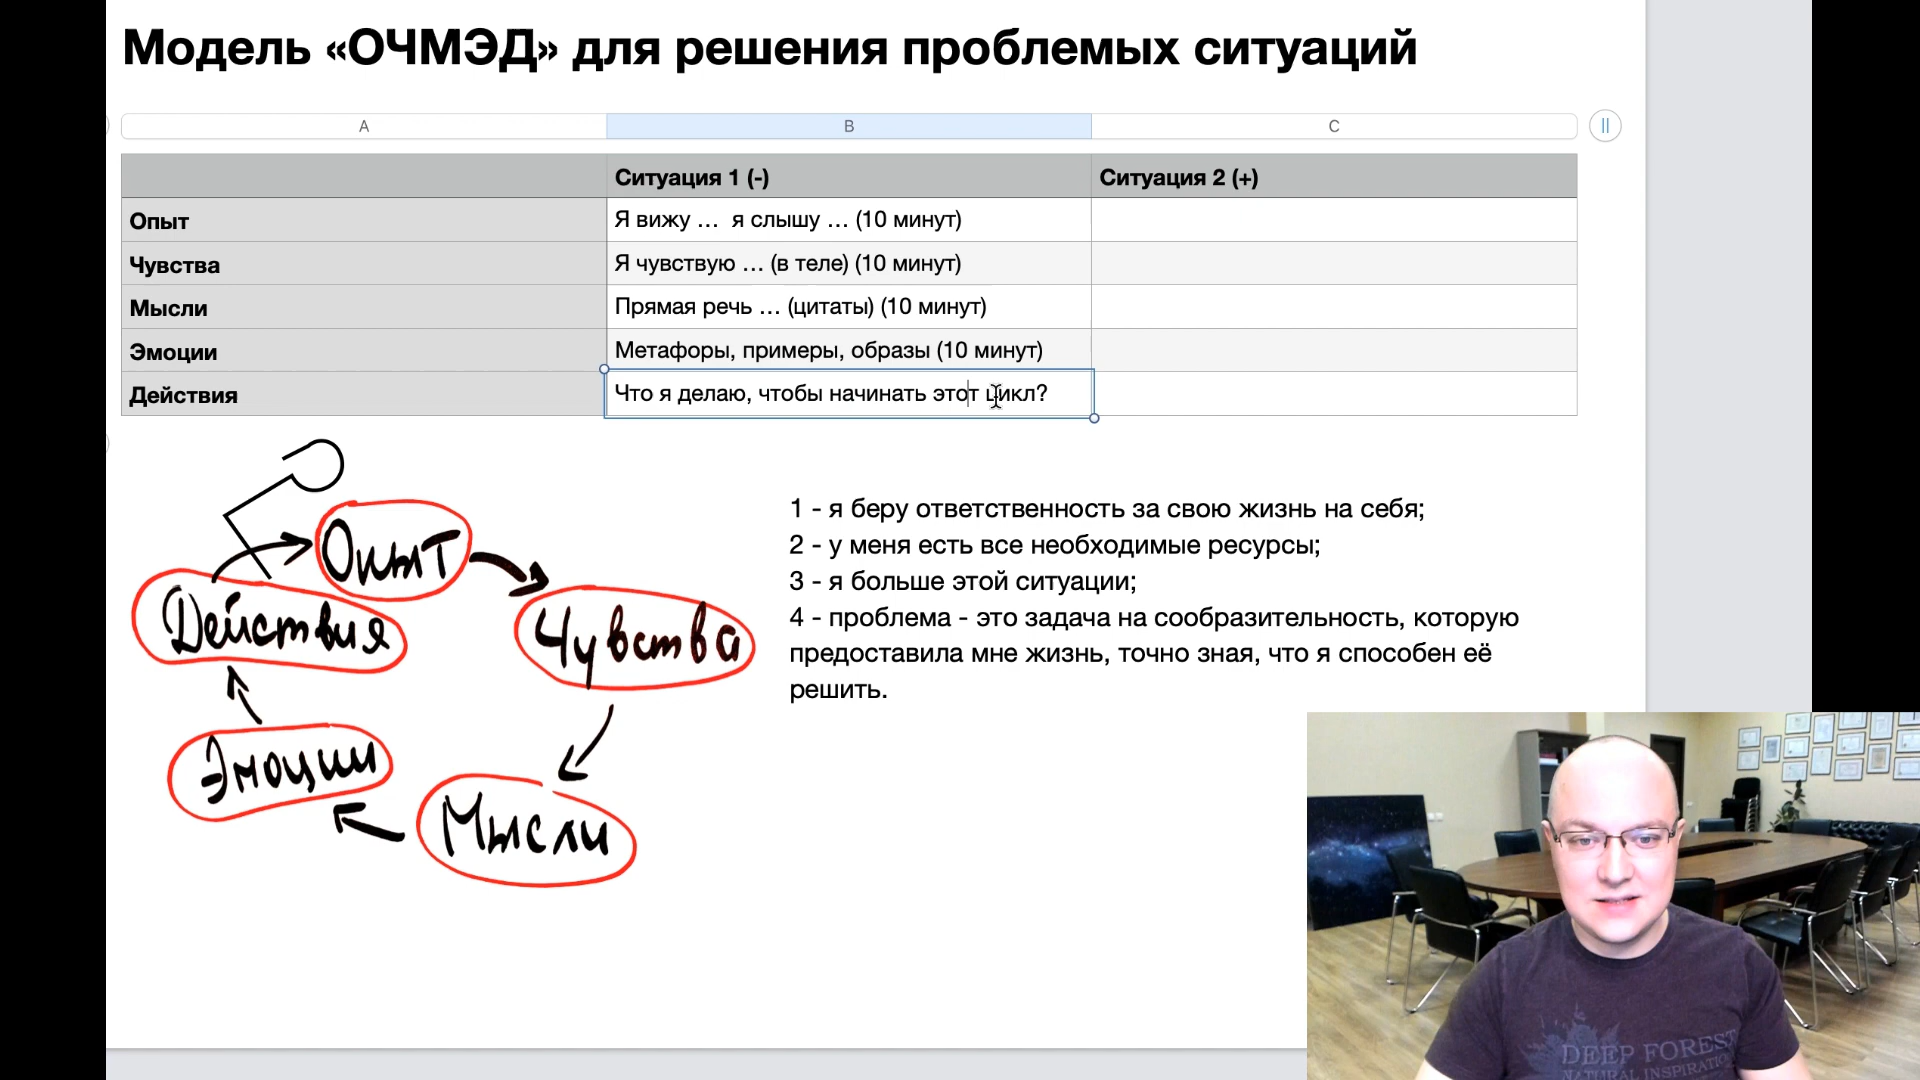 Модель «ОЧМЭД» для решения проблемых ситуаций
A B C
Ситуация 1 (-) Ситуация 2 (+)
Опыт Я вижу … я слышу … (10 минут)
Чувства Я чувствую … (в теле) (10 минут)
Мысли Прямая речь … (цитаты) (10 минут)
Эмоции Метафоры, примеры, образы (10 минут)
Действия Что я делаю, чтобы начинать этот цикл?
Опыт
Действия
Чувства
Эмоции
Мысли
1 - я беру ответственность за свою жизнь на себя;
2 - у меня есть все необходимые ресурсы;
3 - я больше этой ситуации;
4 - проблема - это задача на сообразительность, которую
предоставила мне жизнь, точно зная, что я способен её
решить.
DEEP FOREST
NATURAL INSPIRATION